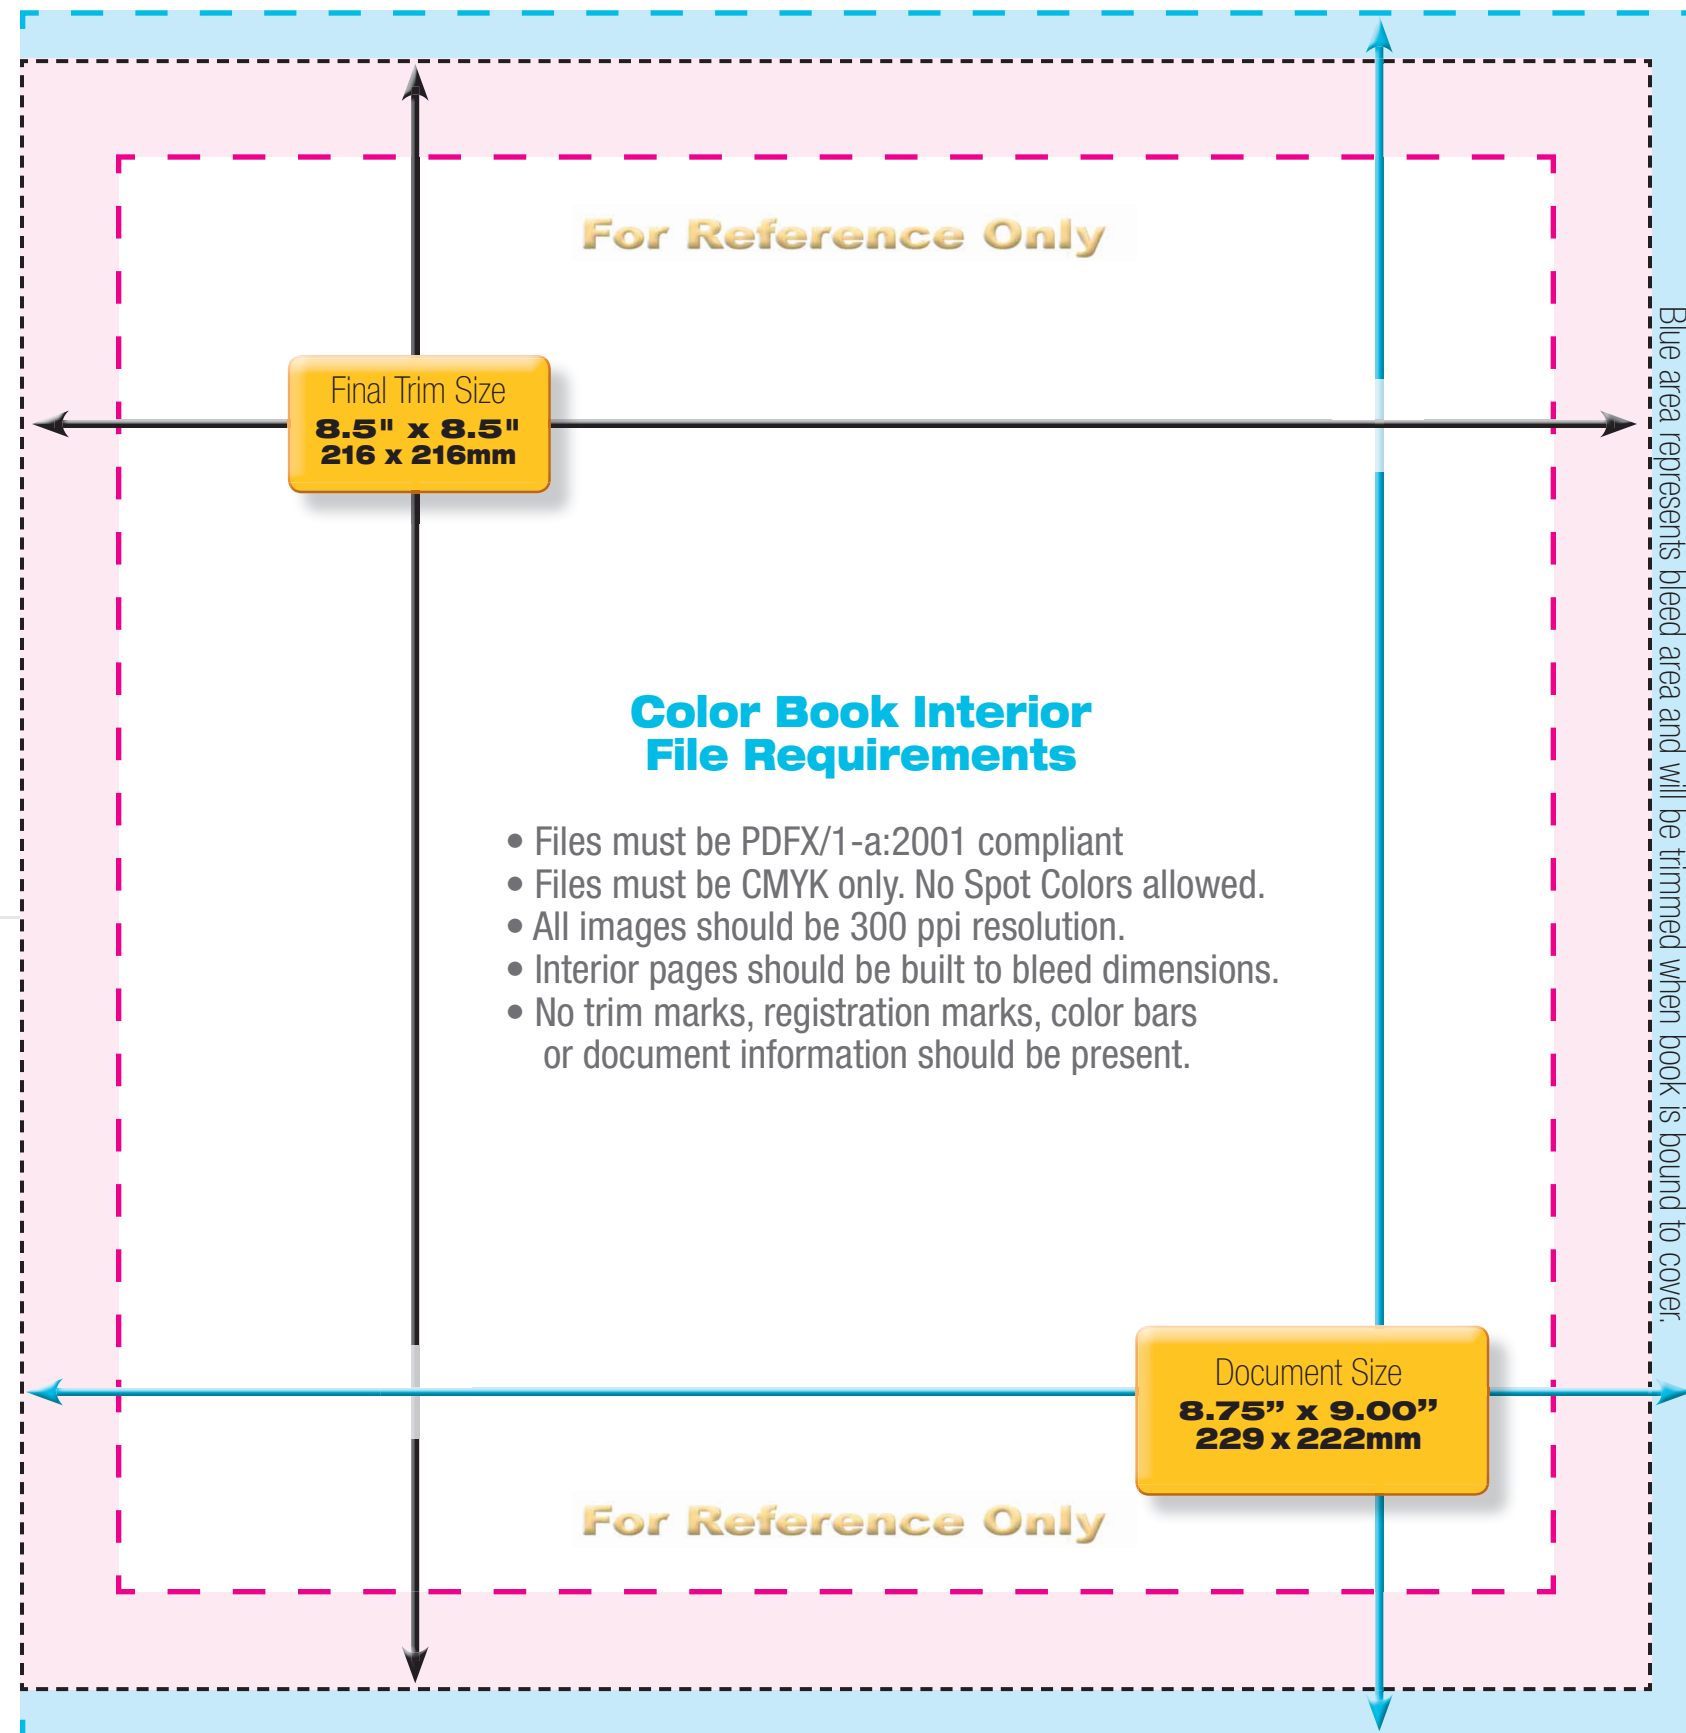 For Reference Only
Final Trim Size
8.5" x 8.5"
216 x 216mm
Color Book Interior
File Requirements
• Files must be PDFX/1-a:2001 compliant
• Files must be CMYK only. No Spot Colors allowed.
• All images should be 300 ppi resolution.
• Interior pages should be built to bleed dimensions.
• No trim marks, registration marks, color bars
or document information should be present.
Document Size
8.75” x 9.00”
229 x 222mm
For Reference Only
Blue area represents bleed area and will be trimmed when book is bound to cover.